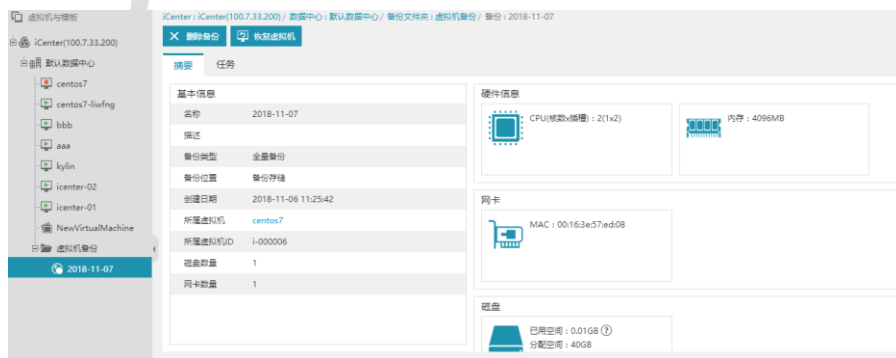 虚拟机与模板
iCenter(100.7.33.200)
默认数据中心
centos7
centos7-liwfng
bbb
aaa
kylin
icenter-02
icenter-01
NewVirtualMachine
虚拟机备份
2018-11-07
iCenter : iCenter(100.7.33.200)/ 数据中心 : 默认数据中心/ 备份文件夹 : 虚拟机备份/ 备份 : 2018-11-07
删除备份 恢复虚拟机
摘要 任务
基本信息
名称 2018-11-07
描述
备份类型 全量备份
备份位置 备份存储
创建日期 2018-11-06 11:25:42
所属虚拟机 centos7
所属虚拟机ID i-000006
磁盘数量 1
网卡数量 1
硬件信息
CPU(核数x插槽) : 2(1x2)
内存 : 4096MB
网卡
MAC : 00:16:3e:57:ed:08
磁盘
已用空间 : 0.01GB ?
分配空间 : 40GB